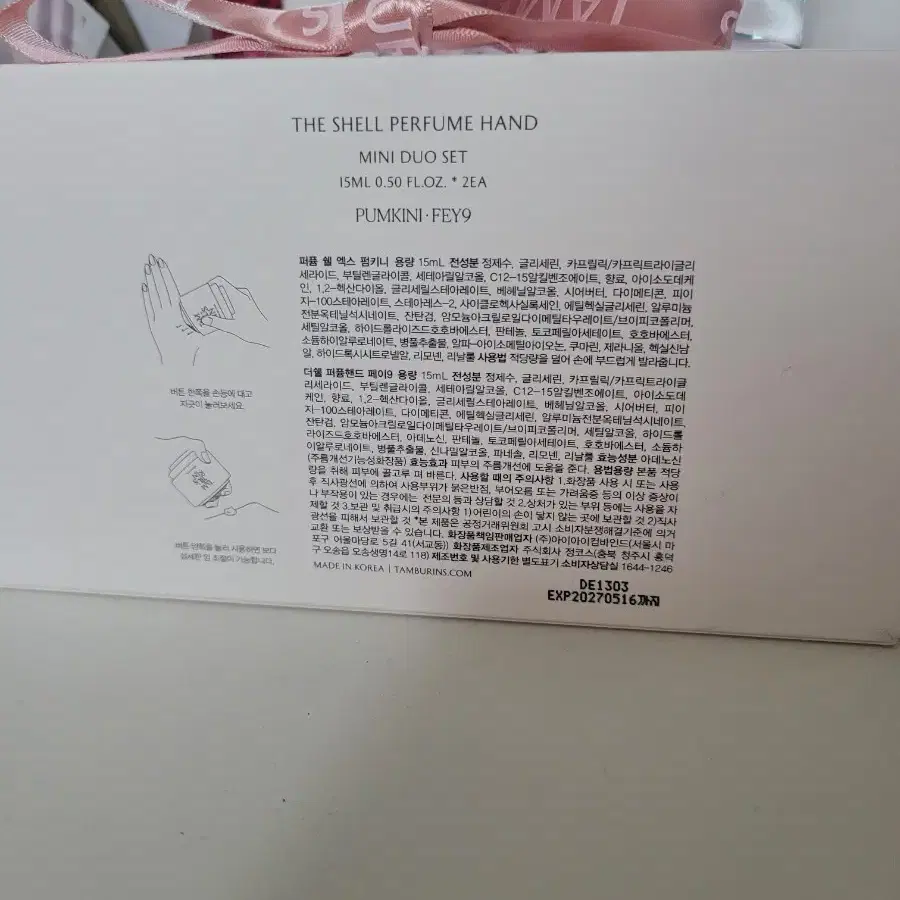 THE SHELL PERFUME HAND
MINI DUO SET
15ML 0.50 FL.OZ. * 2EA
PUMKINI·FEY9
퍼퓸 쉘 엑스 펌키니 용량 15mL 전성분 정제수, 글리세린, 카프릴릭/카프릭트라이글리
세라이드, 부틸렌글라이콜, 세테아릴알코올, C12-15알킬벤조에이트, 향료, 아이소도데케
인, 1,2-헥산다이올, 글리세릴스테아레이트, 베헤닐알코올, 시어버터, 다이메티콘, 피이
지-100스테아레이트, 스테아레스-2, 사이클로헥사실록세인, 에틸헥실글리세린, 알루미늄
전분옥테닐석시네이트, 잔탄검, 암모늄아크릴로일다이메틸타우레이트/브이피코폴리머,
세틸알코올, 하이드롤라이즈드호호바에스터, 판테놀, 토코페릴아세테이트, 호호바에스터,
소듐하이알루로네이트, 병풀추출물, 알파-아이소메틸아이오논, 쿠마린, 제라니올, 헥실신남
알, 하이드록시시트로넬알, 리모넨, 리날룰 사용법 적당량을 덜어 손에 부드럽게 발라줍니다.
더쉘 퍼퓸핸드 페이9 용량 15mL 전성분 정제수, 글리세린, 카프릴릭/카프릭트라이글
리세라이드, 부틸렌글라이콜, 세테아릴알코올, C12-15알킬벤조에이트, 아이소도데
케인, 향료, 1,2-헥산다이올, 글리세릴스테아레이트, 베헤닐알코올, 시어버터, 피이
지-100스테아레이트, 다이메티콘, 에틸헥실글리세린, 알루미늄전분옥테닐석시네이트,
잔탄검, 암모늄아크릴로일다이메틸타우레이트/브이피코폴리머, 세틸알코올, 하이드롤
라이즈드호호바에스터, 아데노신, 판테놀, 토코페릴아세테이트, 호호바에스터, 소듐하
이알루로네이트, 병풀추출물, 신나밀알코올, 파네솔, 리모넨, 리날룰 효능성분 아데노신
(주름개선기능성화장품) 효능효과 피부의 주름개선에 도움을 준다. 용법용량 본품 적당
량을 취해 피부에 골고루 펴 바른다. 사용할 때의 주의사항 1.화장품 사용 시 또는 사용
후 직사광선에 의하여 사용부위가 붉은반점, 부어오름 또는 가려움증 등의 이상 증상이
나 부작용이 있는 경우에는 전문의 등과 상담할 것 2.상처가 있는 부위 등에는 사용을 자
제할 것 3.보관 및 취급시의 주의사항 1)어린이의 손이 닿지 않는 곳에 보관할 것 2)직사
광선을 피해서 보관할 것 *본 제품은 공정거래위원회 고시 소비자분쟁해결기준에 의거
교환 또는 보상받을 수 있습니다. 화장품책임판매업자 (주)아이아이컴바인드(서울시 마
포구 어울마당로 5길 41(서교동)) 화장품제조업자 주식회사 정코스(충북 청주시 흥덕
구 오송읍 오송생명14로 118) 제조번호 및 사용기한 별도표기 소비자상담실 1644-1246
MADE IN KOREA | TAMBURINS.COM
DE1303
EXP20270516까지
버튼 한쪽을 손등에 대고
지긋이 눌러보세요.
버튼 양쪽을 눌러 사용하면 보다
섬세한 양 조절이 가능합니다.